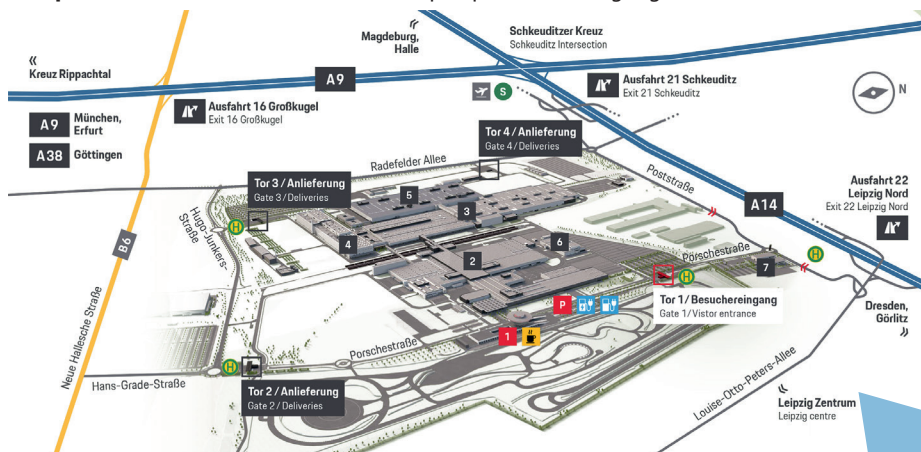 Magdeburg,
Halle
Schkeuditzer Kreuz
Schkeuditz Intersection
Kreuz Rippachtal
A9
Ausfahrt 21 Schkeuditz
Exit 21 Schkeuditz
N
A9
München,
Erfurt
A38
Göttingen
Ausfahrt 16 Großkugel
Exit 16 Großkugel
S
Tor 4 / Anlieferung
Gate 4 / Deliveries
Radefelder Allee
Poststraße
Tor 3 / Anlieferung
Gate 3 / Deliveries
A14
Ausfahrt 22
Leipzig Nord
Exit 22 Leipzig Nord
Hugo-Junkers-
Straße
H
5
3
4
2
6
B6
Porschestraße
7
H
H
Tor 1 / Besuchereingang
Gate 1 / Vistor entrance
P
1
Dresden,
Görlitz
Neue Hallesche Straße
Porschestraße
H
Hans-Grade-Straße
Tor 2 / Anlieferung
Gate 2 / Deliveries
Louise-Otto-Peters-Allee
Leipzig Zentrum
Leipzig centre